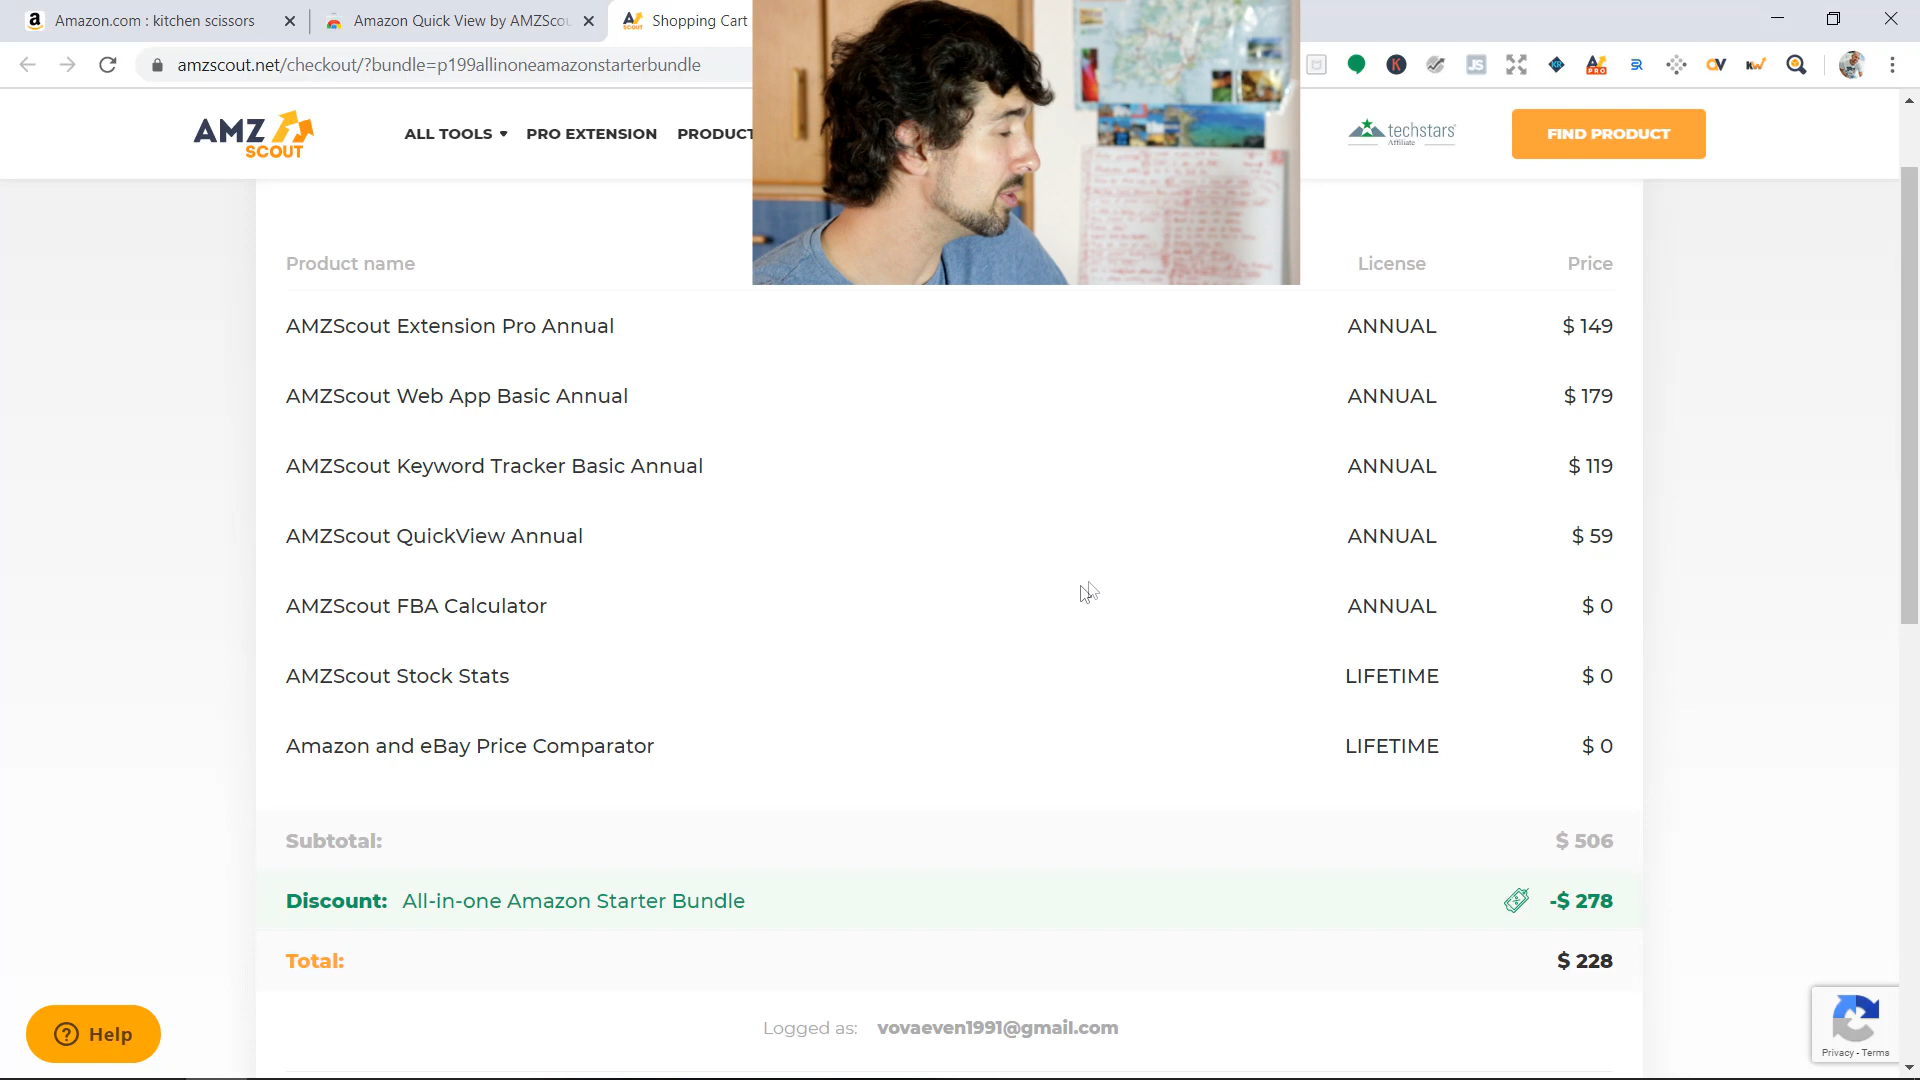 Amazon.com : kitchen scissors
Amazon Quick View by AMZSco
Shopping Cart
amzscout.net/checkout/?bundle=p199allinoneamazonstarterbundle
AMZ SCOUT
ALL TOOLS
PRO EXTENSION
PRODUCT
techstars
Affiliate
FIND PRODUCT
Product name License Price
AMZScout Extension Pro Annual ANNUAL $ 149
AMZScout Web App Basic Annual ANNUAL $ 179
AMZScout Keyword Tracker Basic Annual ANNUAL $ 119
AMZScout QuickView Annual ANNUAL $ 59
AMZScout FBA Calculator ANNUAL $ 0
AMZScout Stock Stats LIFETIME $ 0
Amazon and eBay Price Comparator LIFETIME $ 0
Subtotal: $ 506
Discount: All-in-one Amazon Starter Bundle -$ 278
Total: $ 228
Logged as: vovaeven1991@gmail.com
Help
Privacy - Terms